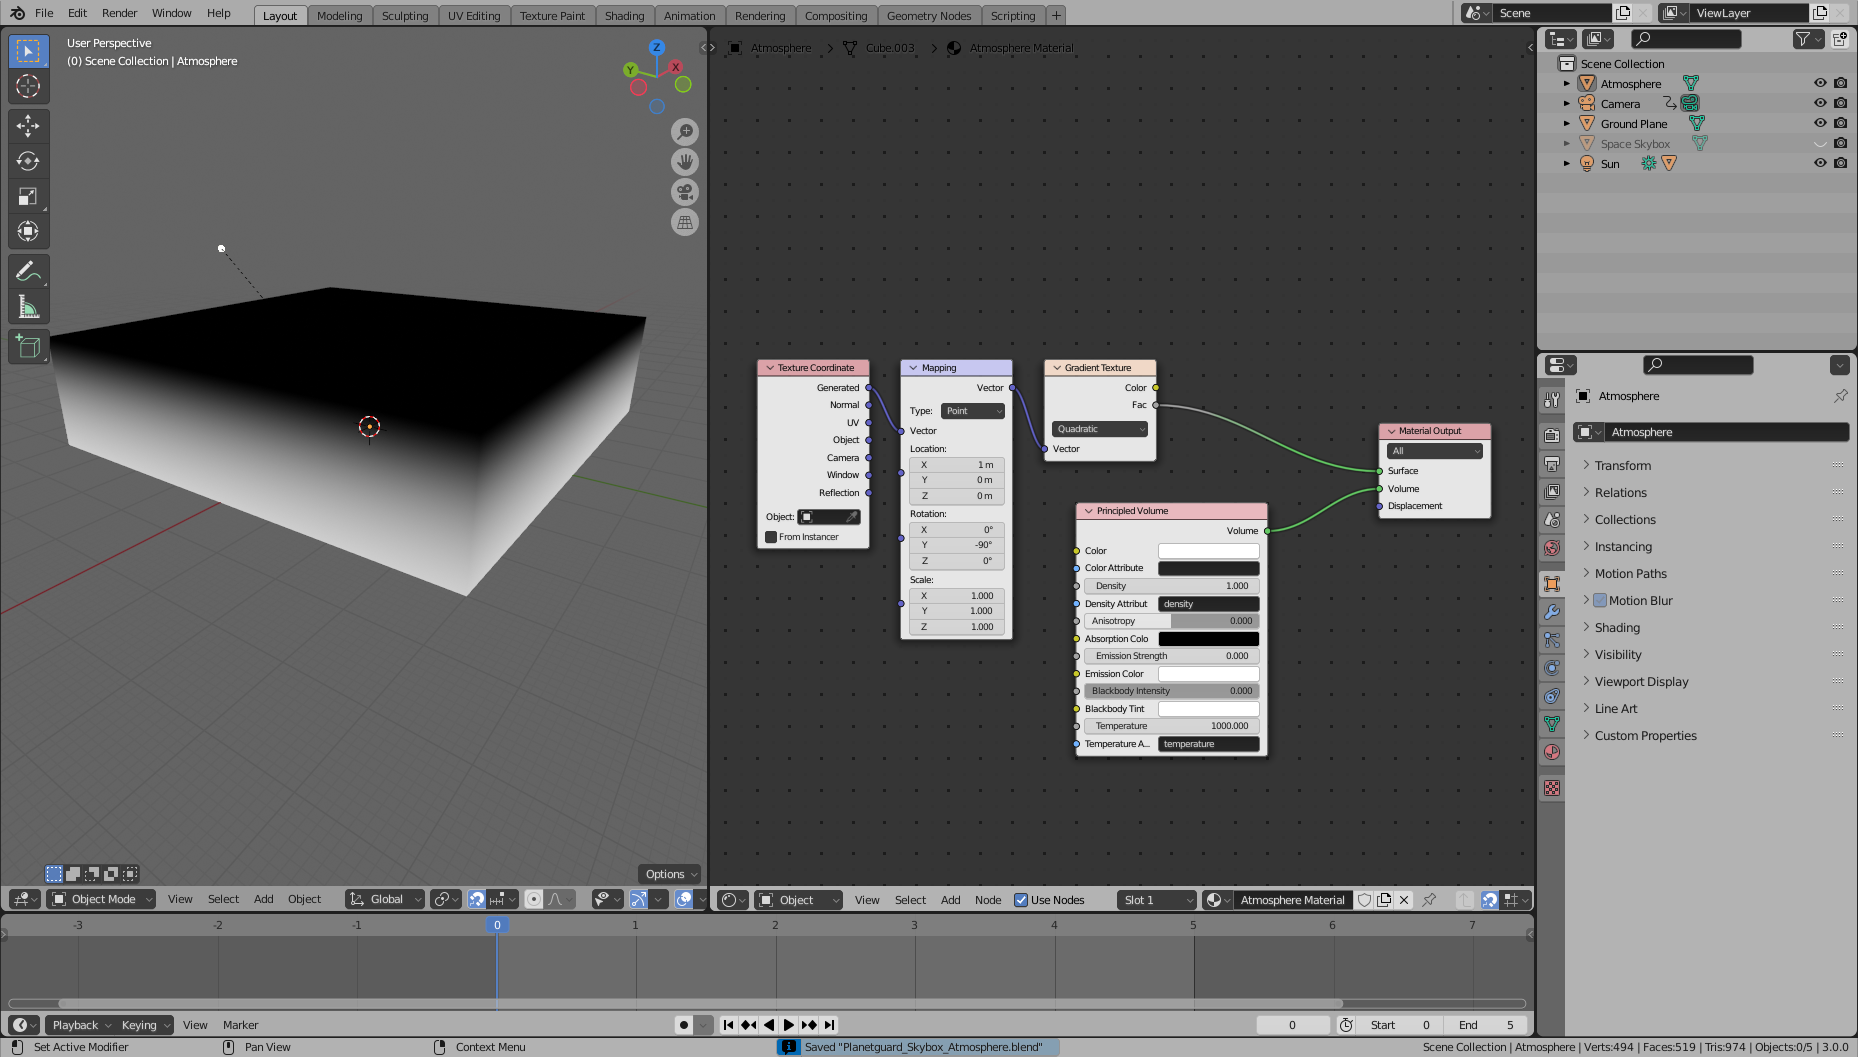 File Edit Render Window Help
Layout Modeling Sculpting UV Editing Texture Paint Shading Animation Rendering Compositing Geometry Nodes Scripting +
Scene
ViewLayer
User Perspective
(0) Scene Collection | Atmosphere
Z
Y
X
Options
Object Mode View Select Add Object Global
Atmosphere > Cube.003 > Atmosphere Material
Texture Coordinate
Generated
Normal
UV
Object
Camera
Window
Reflection
Object:
From Instancer
Mapping
Vector
Type: Point
Vector
Location:
X 1 m
Y 0 m
Z 0 m
Rotation:
X 0°
Y -90°
Z 0°
Scale:
X 1.000
Y 1.000
Z 1.000
Gradient Texture
Color
Fac
Quadratic
Vector
Principled Volume
Volume
Color
Color Attribute
Density 1.000
Density Attribut density
Anisotropy 0.000
Absorption Colo
Emission Strength 0.000
Emission Color
Blackbody Intensity 0.000
Blackbody Tint
Temperature 1000.000
Temperature A... temperature
Material Output
All
Surface
Volume
Displacement
Object View Select Add Node Use Nodes Slot 1 Atmosphere Material
Scene Collection
Atmosphere
Camera
Ground Plane
Space Skybox
Sun
Atmosphere
Atmosphere
Transform
Relations
Collections
Instancing
Motion Paths
Motion Blur
Shading
Visibility
Viewport Display
Line Art
Custom Properties
-3 -2 -1 0 1 2 3 4 5 6 7
Playback Keying View Marker
0 Start 0 End 5
Set Active Modifier Pan View Context Menu
Saved "Planetguard_Skybox_Atmosphere.blend"
Scene Collection | Atmosphere | Verts:494 | Faces:519 | Tris:974 | Objects:0/5 | 3.0.0